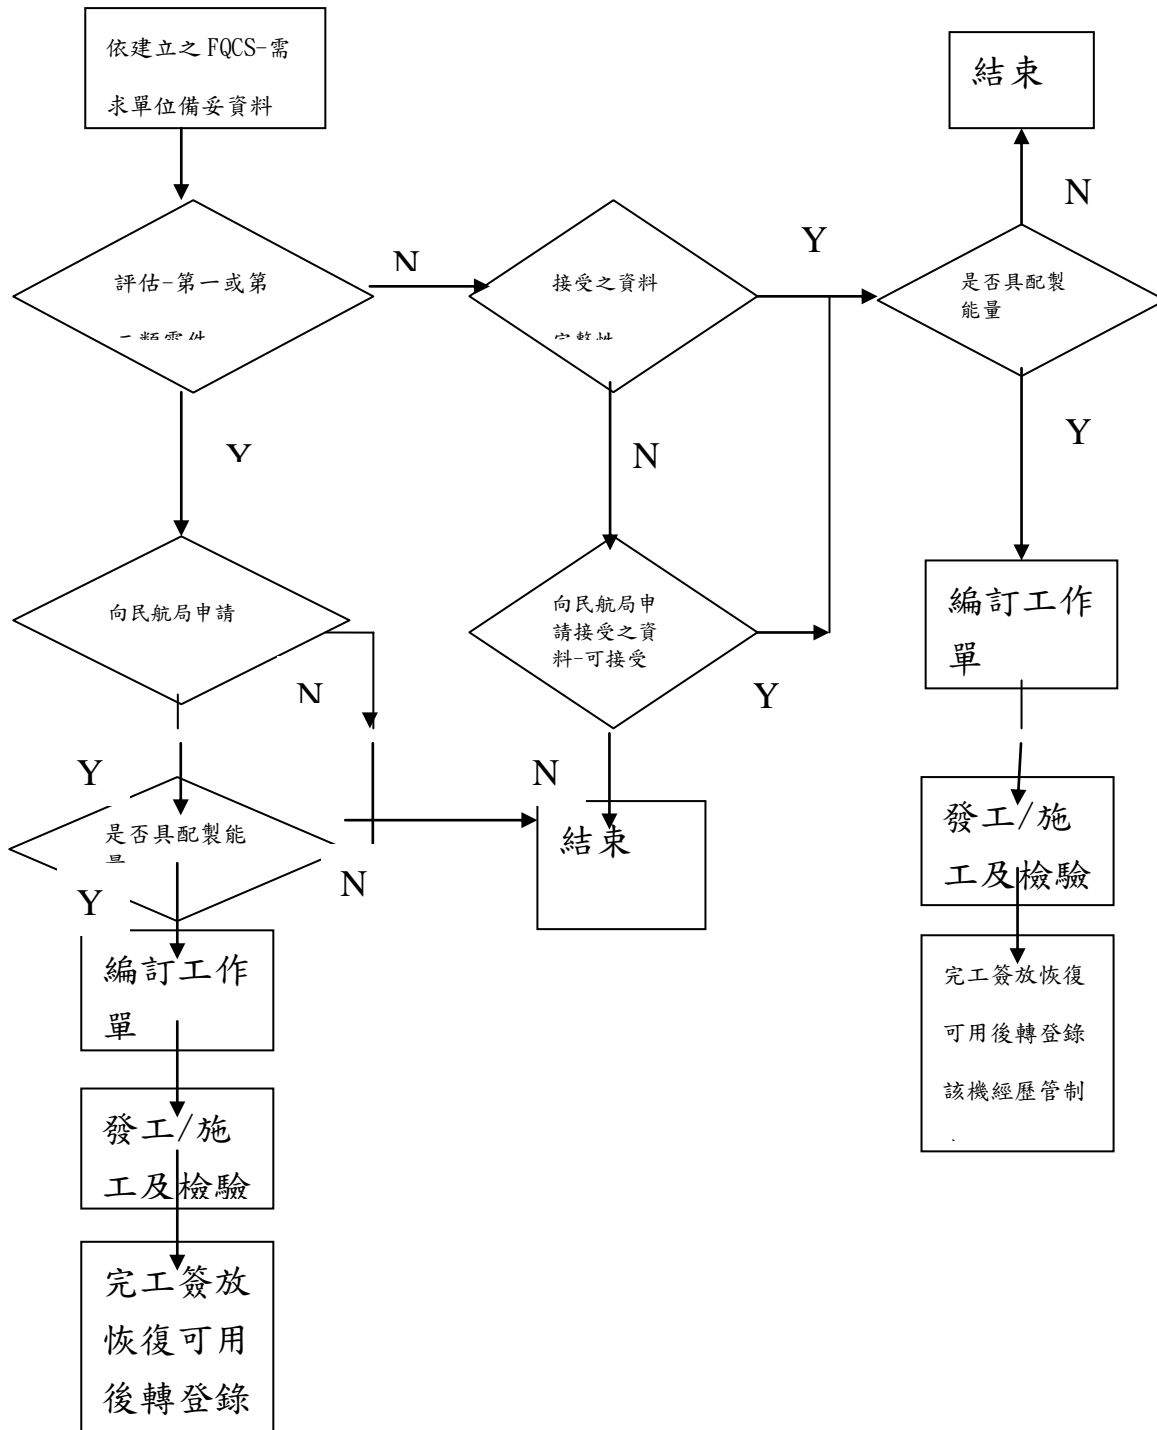 依建立之 FQCS-需
求單位備妥資料
結束
N
Y
N
評估-第一或第
接受之資料
是否具配製
能量
Y
N
Y
向民航局申請
向民航局申
請接受之資
料-可接受
編訂工作
單
N
Y
Y
N
是否具配製能
結束
發工/施
工及檢驗
Y
N
編訂工作
單
完工簽放恢復
可用後轉登錄
該機經歷管制
發工/施
工及檢驗
完工簽放
恢復可用
後轉登錄